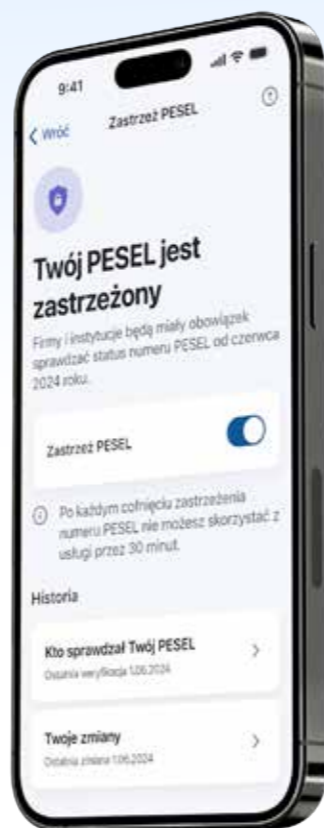 9:41
Wróć
Zastrzeż PESEL
Twój PESEL jest
zastrzeżony
Firmy i instytucje będą miały obowiązek
sprawdzać status numeru PESEL od czerwca
2024 roku.
Zastrzeż PESEL
Po każdym cofnięciu zastrzeżenia
numeru PESEL nie możesz skorzystać z
usługi przez 30 minut.
Historia
Kto sprawdzał Twój PESEL
Ostatnia weryfikacja 1.06.2024
Twoje zmiany
Ostatnia zmiana 1.06.2024